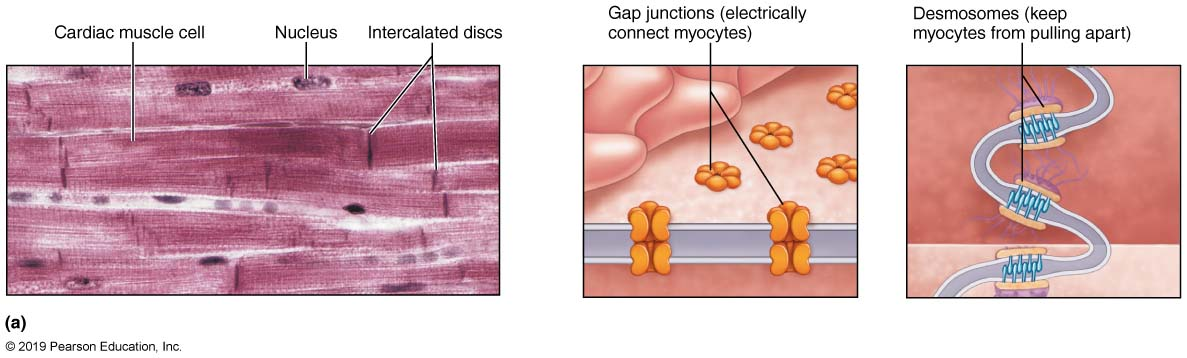 Cardiac muscle cell
Nucleus
Intercalated discs
Gap junctions (electrically
connect myocytes)
Desmosomes (keep
myocytes from pulling apart)
(a)
© 2019 Pearson Education, Inc.